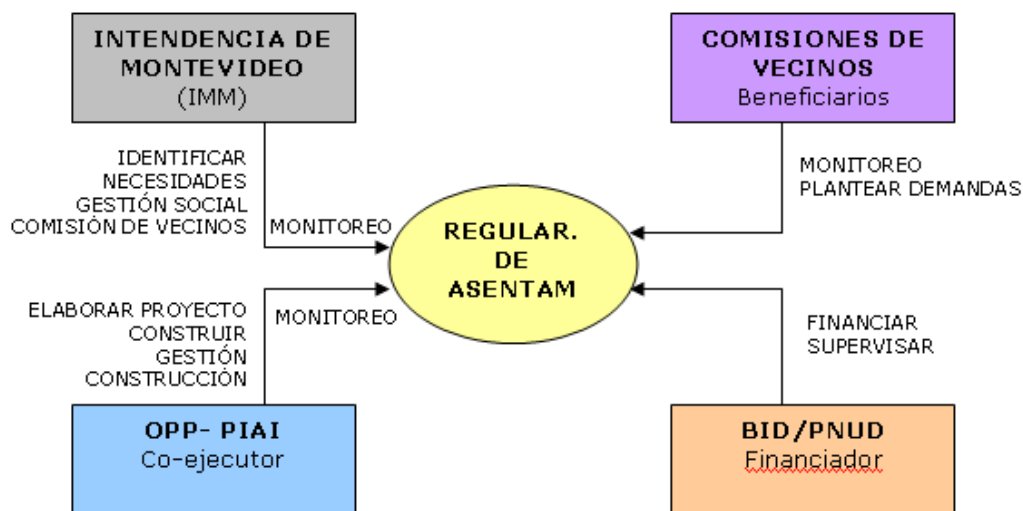 INTENDENCIA DE
MONTEVIDEO
(IMM)
COMISIONES DE
VECINOS
Beneficiarios
IDENTIFICAR
NECESIDADES
GESTIÓN SOCIAL
COMISIÓN DE VECINOS
MONITOREO
MONITOREO
PLANTEAR DEMANDAS
REGULAR.
DE
ASENTAM
ELABORAR PROYECTO
CONSTRUIR
GESTIÓN
CONSTRUCCIÓN
MONITOREO
FINANCIAR
SUPERVISAR
OPP- PIAI
Co-ejecutor
BID/PNUD
Financiador